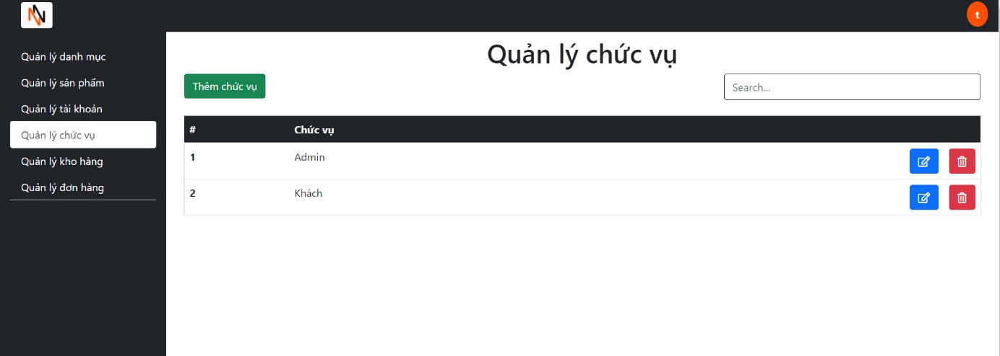 N
t
Quản lý danh mục
Quản lý sản phẩm
Quản lý tài khoản
Quản lý chức vụ
Quản lý kho hàng
Quản lý đơn hàng
Quản lý chức vụ
Thêm chức vụ
Search...
# Chức vụ
1 Admin
2 Khách